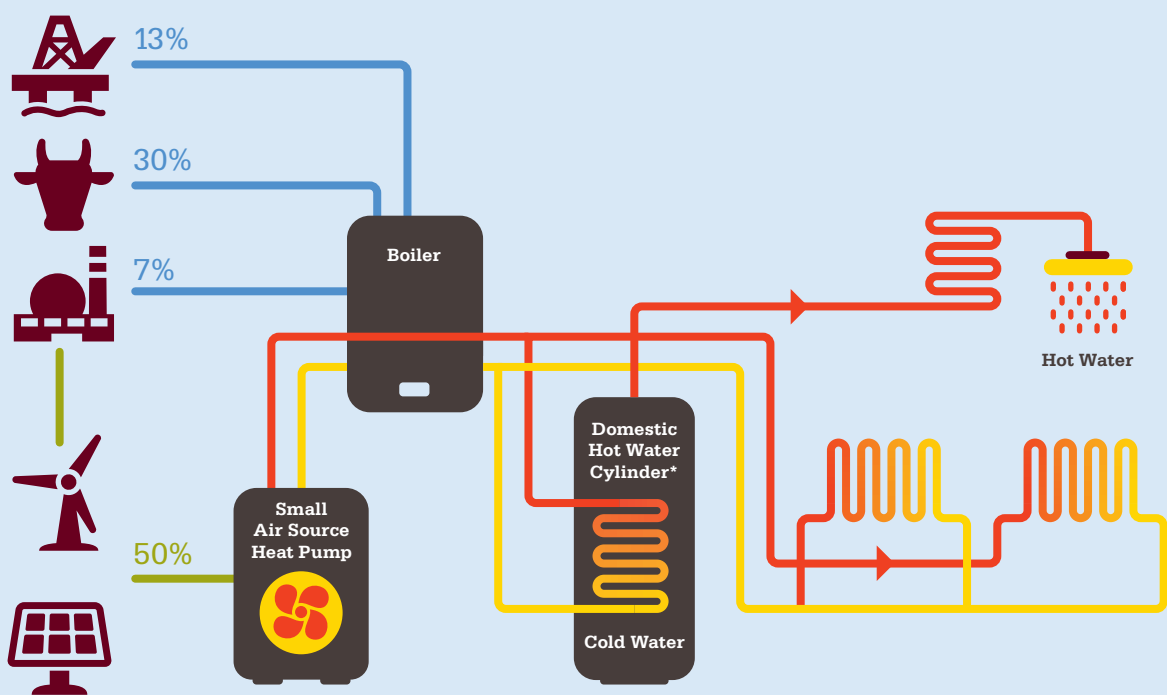 13%
30%
7%
50%
Boiler
Small
Air Source
Heat Pump
Domestic
Hot Water
Cylinder*
Cold Water
Hot Water